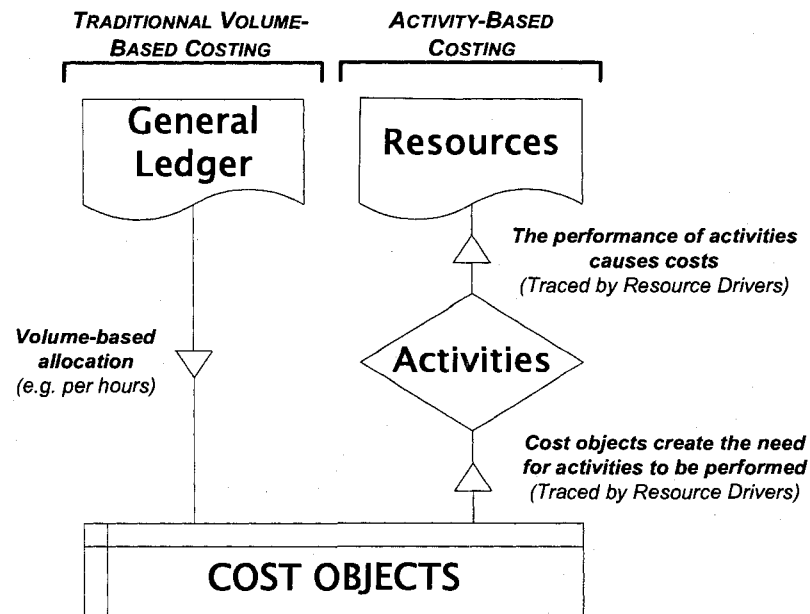 TRADITIONNAL VOLUME-
BASED COSTING
ACTIVITY-BASED
COSTING
General
Ledger
Resources
The performance of activities
causes costs
(Traced by Resource Drivers)
Volume-based
allocation
(e.g. per hours)
Activities
Cost objects create the need
for activities to be performed
(Traced by Resource Drivers)
COST OBJECTS